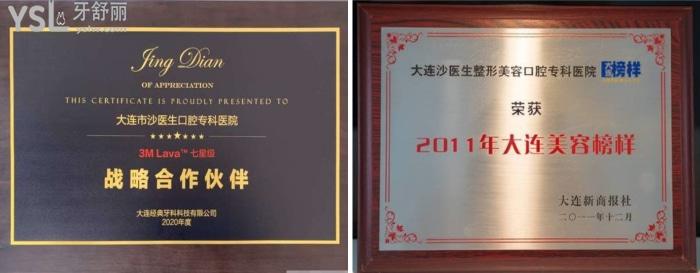 YSL牙舒丽
yslw.com
Jing Dian
OF APPRECIATION
THIS CERTIFICATE IS PROUDLY PRESENTED TO
大连市沙医生口腔专科医院
3M Lava™ 七星级
战略合作伙伴
大连经典牙科科技有限公司
2020年度
大连沙医生整形美容口腔专科医院
榜样
荣获
2011年大连美容榜样
大连新商报社
二〇一一年十二月